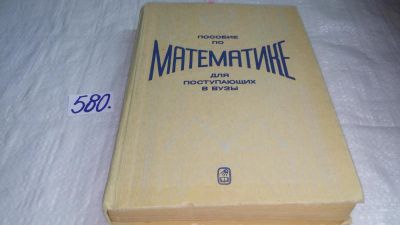 ПОСОБИЕ
ПО
МАТЕМАТИКЕ
ДЛЯ
ПОСТУПАЮЩИХ
В ВУЗЫ
580.